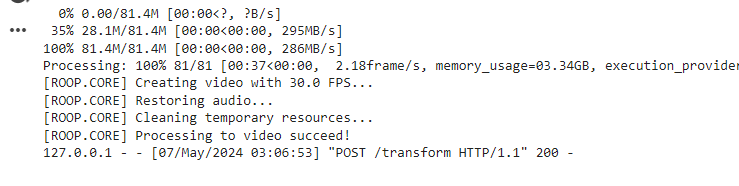 0% 0.00/81.4M [00:00<?, ?B/s]
35% 28.1M/81.4M [00:00<00:00, 295MB/s]
100% 81.4M/81.4M [00:00<00:00, 286MB/s]
Processing: 100% 81/81 [00:37<00:00,  2.18frame/s, memory_usage=03.34GB, execution_provider
[ROOP.CORE] Creating video with 30.0 FPS...
[ROOP.CORE] Restoring audio...
[ROOP.CORE] Cleaning temporary resources...
[ROOP.CORE] Processing to video succeed!
127.0.0.1 - - [07/May/2024 03:06:53] "POST /transform HTTP/1.1" 200 -